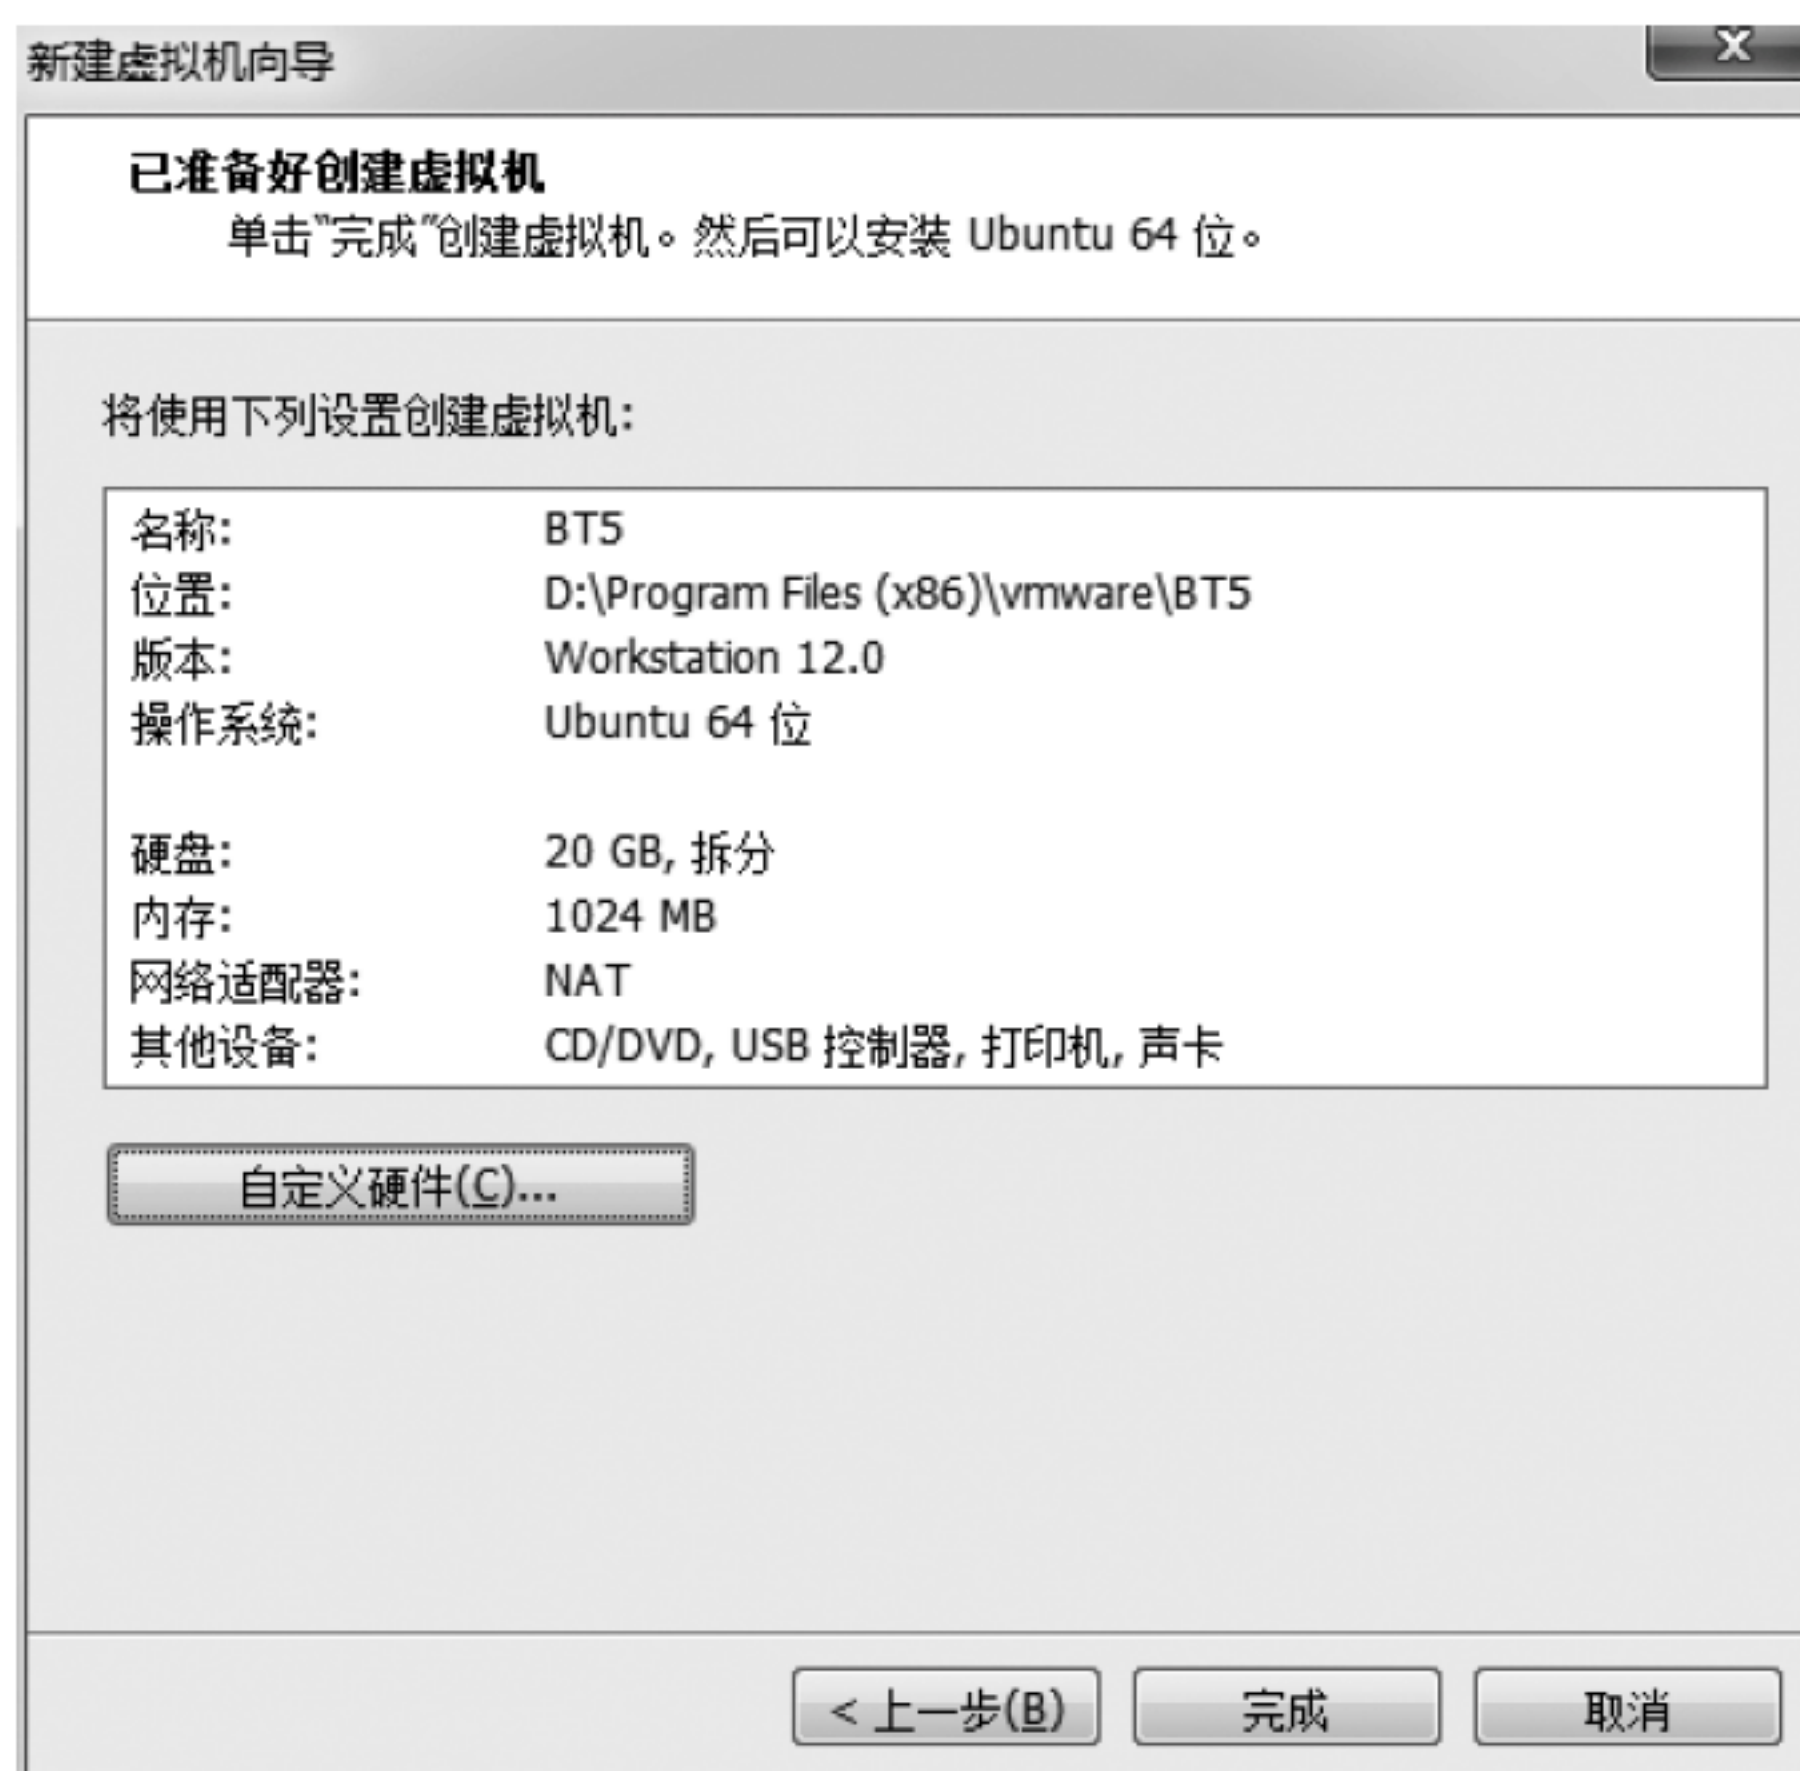 新建虚拟机向导
x
已准备好创建虚拟机
单击"完成"创建虚拟机。然后可以安装 Ubuntu 64 位。
将使用下列设置创建虚拟机:
名称: BT5
位置: D:\Program Files (x86)\vmware\BT5
版本: Workstation 12.0
操作系统: Ubuntu 64 位
硬盘: 20 GB, 拆分
内存: 1024 MB
网络适配器: NAT
其他设备: CD/DVD, USB 控制器, 打印机, 声卡
自定义硬件(C)...
< 上一步(B) 完成 取消